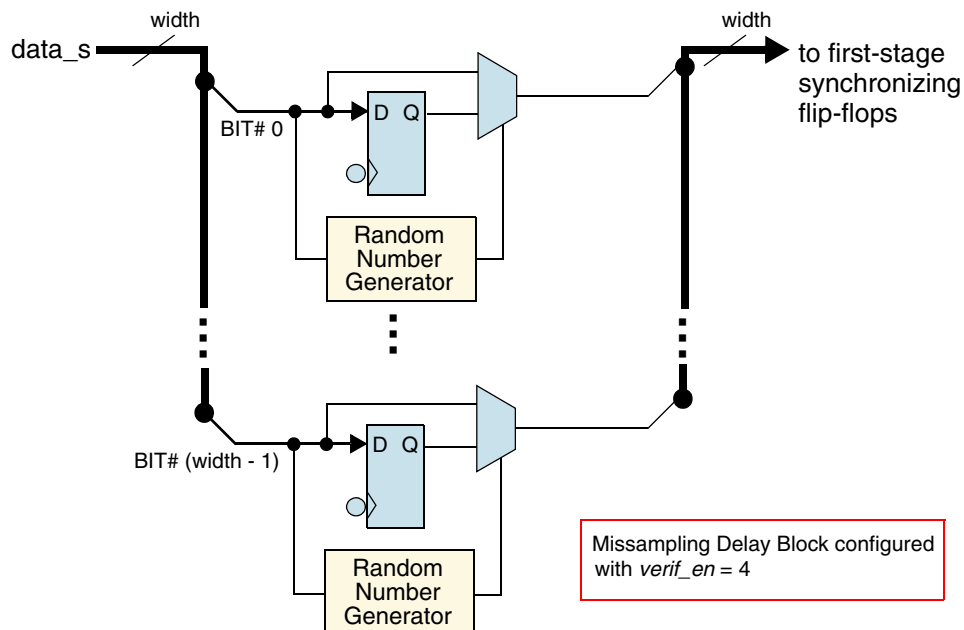 width
data_s
width
to first-stage
synchronizing
flip-flops
D Q
BIT# 0
Random
Number
Generator
D Q
BIT# (width - 1)
Random
Number
Generator
Missampling Delay Block configured
with verif_en = 4